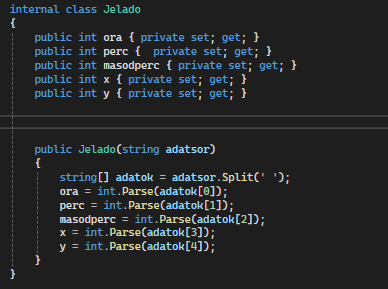 internal class Jelado
{
public int ora { private set; get; }
public int perc {  private set; get; }
public int masodperc { private set; get; }
public int x { private set; get; }
public int y { private set; get; }
public Jelado(string adatsor)
{
string[] adatok = adatsor.Split(' ');
ora = int.Parse(adatok[0]);
perc = int.Parse(adatok[1]);
masodperc = int.Parse(adatok[2]);
x = int.Parse(adatok[3]);
y = int.Parse(adatok[4]);
}
}